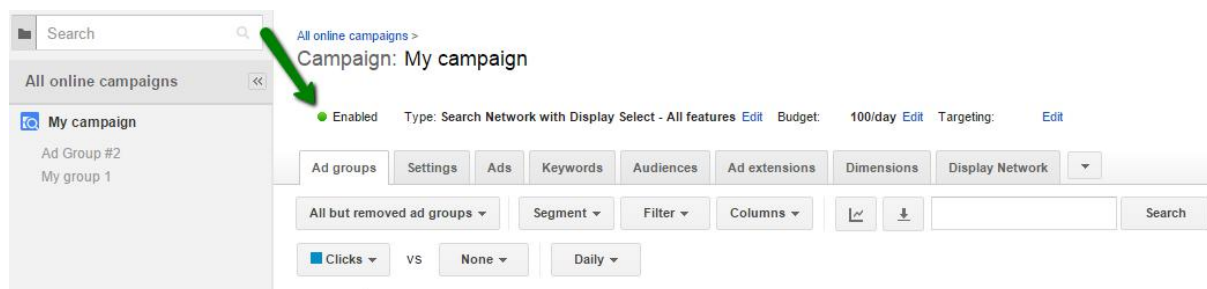 Search
All online campaigns >
Campaign: My campaign
All online campaigns «
My campaign
Ad Group #2
My group 1
Enabled Type: Search Network with Display Select - All features Edit Budget: 100/day Edit Targeting: Edit
Ad groups Settings Ads Keywords Audiences Ad extensions Dimensions Display Network
All but removed ad groups Segment Filter Columns Search
Clicks VS None Daily